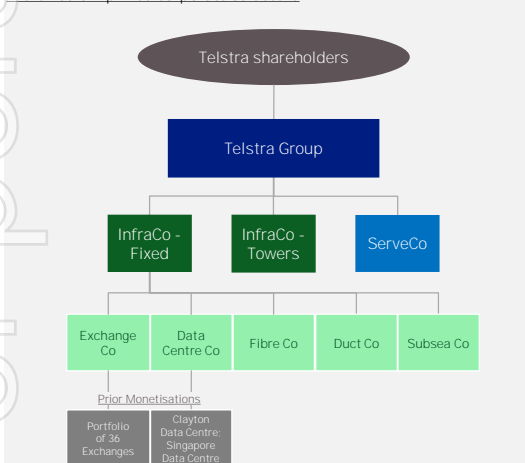 Telstra shareholders
Telstra Group
InfraCo -
Fixed
InfraCo -
Towers
ServeCo
Exchange
Co
Data
Centre Co
Fibre Co
Duct Co
Subsea Co
Prior Monetisations
Portfolio
of 36
Exchanges
Clayton
Data Centre:
Singapore
Data Centre